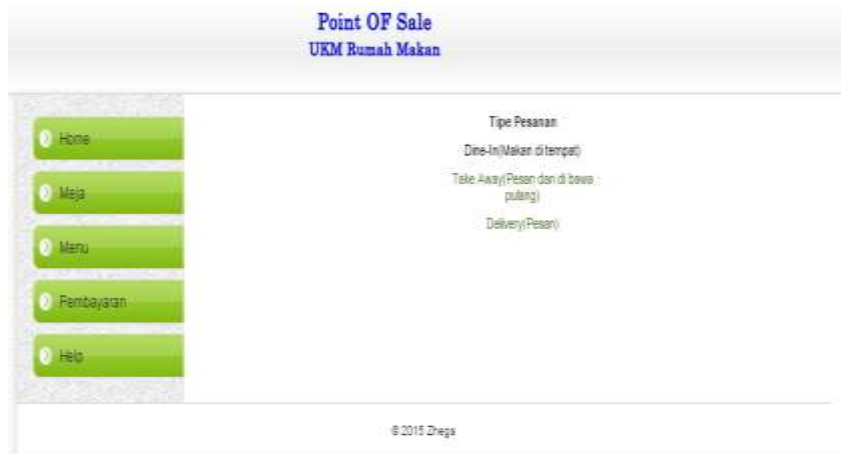 Point OF Sale
UKM Rumah Makan
Home
Meja
Menu
Pembayaran
Help
Tipe Pesanan
Dine-In(Makan di tempat)
Take Away(Pesan dan di bawa
pulang)
Delivery(Pesan)
© 2015 Zhega